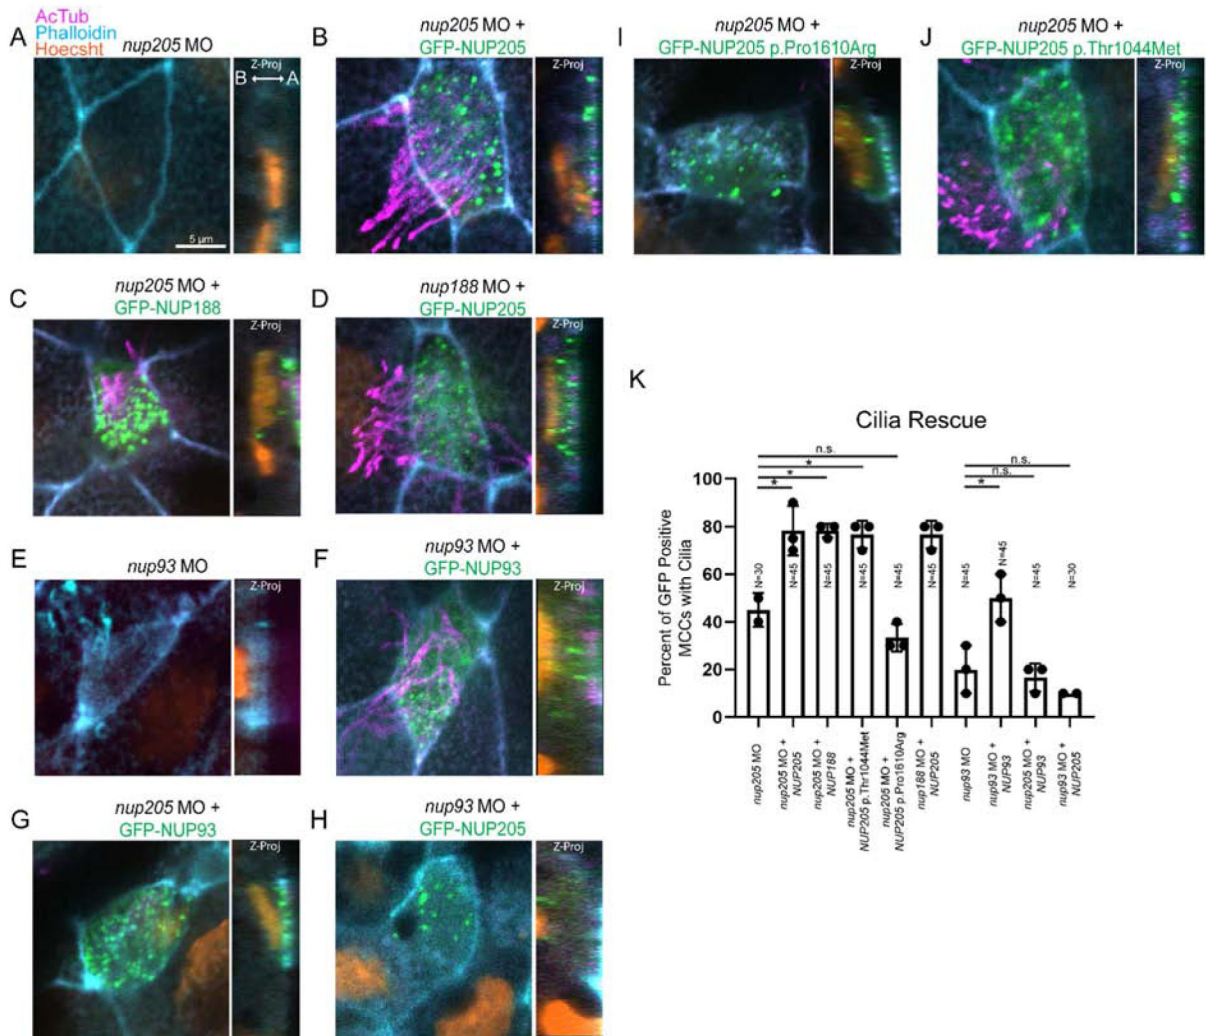 AcTub
Phalloidin
Hoecsht
A
nup205 MO
Z-Proj
B A
5 μm
B
nup205 MO +
GFP-NUP205
Z-Proj
I
nup205 MO +
GFP-NUP205 p.Pro1610Arg
Z-Proj
J
nup205 MO +
GFP-NUP205 p.Thr1044Met
Z-Proj
C
nup205 MO +
GFP-NUP188
Z-Proj
D
nup188 MO +
GFP-NUP205
Z-Proj
E
nup93 MO
Z-Proj
F
nup93 MO +
GFP-NUP93
Z-Proj
G
nup205 MO +
GFP-NUP93
Z-Proj
H
nup93 MO +
GFP-NUP205
Z-Proj
K
Cilia Rescue
n.s.
*
*
*
n.s.
n.s.
*
Percent of GFP Positive
MCCs with Cilia
100
80
60
40
20
0
N=30
N=45
N=45
N=45
N=45
N=45
N=45
N=45
N=45
N=30
nup205 MO
nup205 MO +
NUP205
nup205 MO +
NUP188
nup205 MO +
NUP205 p.Thr1044Met
nup205 MO +
NUP205 p.Pro1610Arg
nup188 MO +
NUP205
nup93 MO
nup93 MO +
NUP93
nup205 MO +
NUP93
nup93 MO +
NUP205